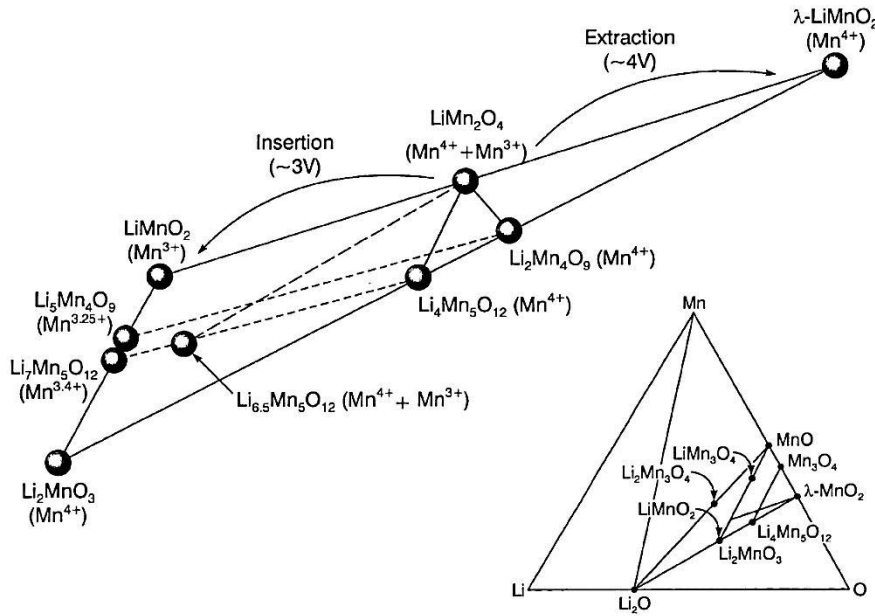 λ-LiMnO₂
(Mn⁴⁺)
Extraction
(~4V)
LiMn₂O₄
(Mn⁴⁺+Mn³⁺)
Insertion
(~3V)
LiMnO₂
(Mn³⁺)
Li₂Mn₄O₉ (Mn⁴⁺)
Li₄Mn₅O₁₂ (Mn⁴⁺)
Li₅Mn₄O₉
(Mn³·²⁵⁺)
Li₇Mn₅O₁₂
(Mn³·⁴⁺)
Li₆.₅Mn₅O₁₂ (Mn⁴⁺ + Mn³⁺)
Li₂MnO₃
(Mn⁴⁺)
Mn
MnO
LiMn₃O₄
Mn₃O₄
Li₂Mn₃O₄
λ-MnO₂
LiMnO₂
Li₄Mn₅O₁₂
Li₂MnO₃
Li
Li₂O
O